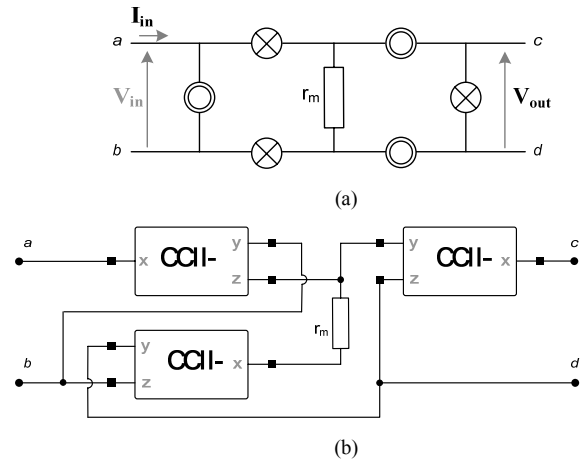 I_in
a
c
V_in
r_m
V_out
b
d
(a)
a
x CCII- y
z
y CCII- x
z
c
r_m
b
y CCII- x
z
d
(b)